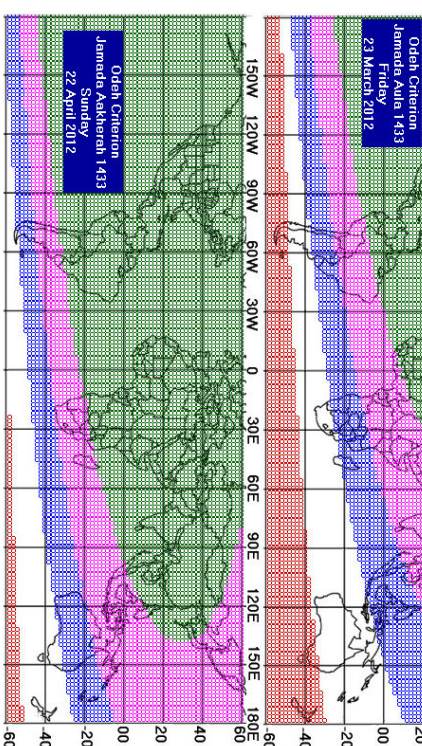 Odeh Criterion
Jamada Aula 1433
Friday
23 March 2012
20
00
-20
-40
-60
150W 120W 90W 60W 30W 0 30E 60E 90E 120E 150E 180E
Odeh Criterion
Jamada Aakherah 1433
Sunday
22 April 2012
60
40
20
00
-20
-40
-60